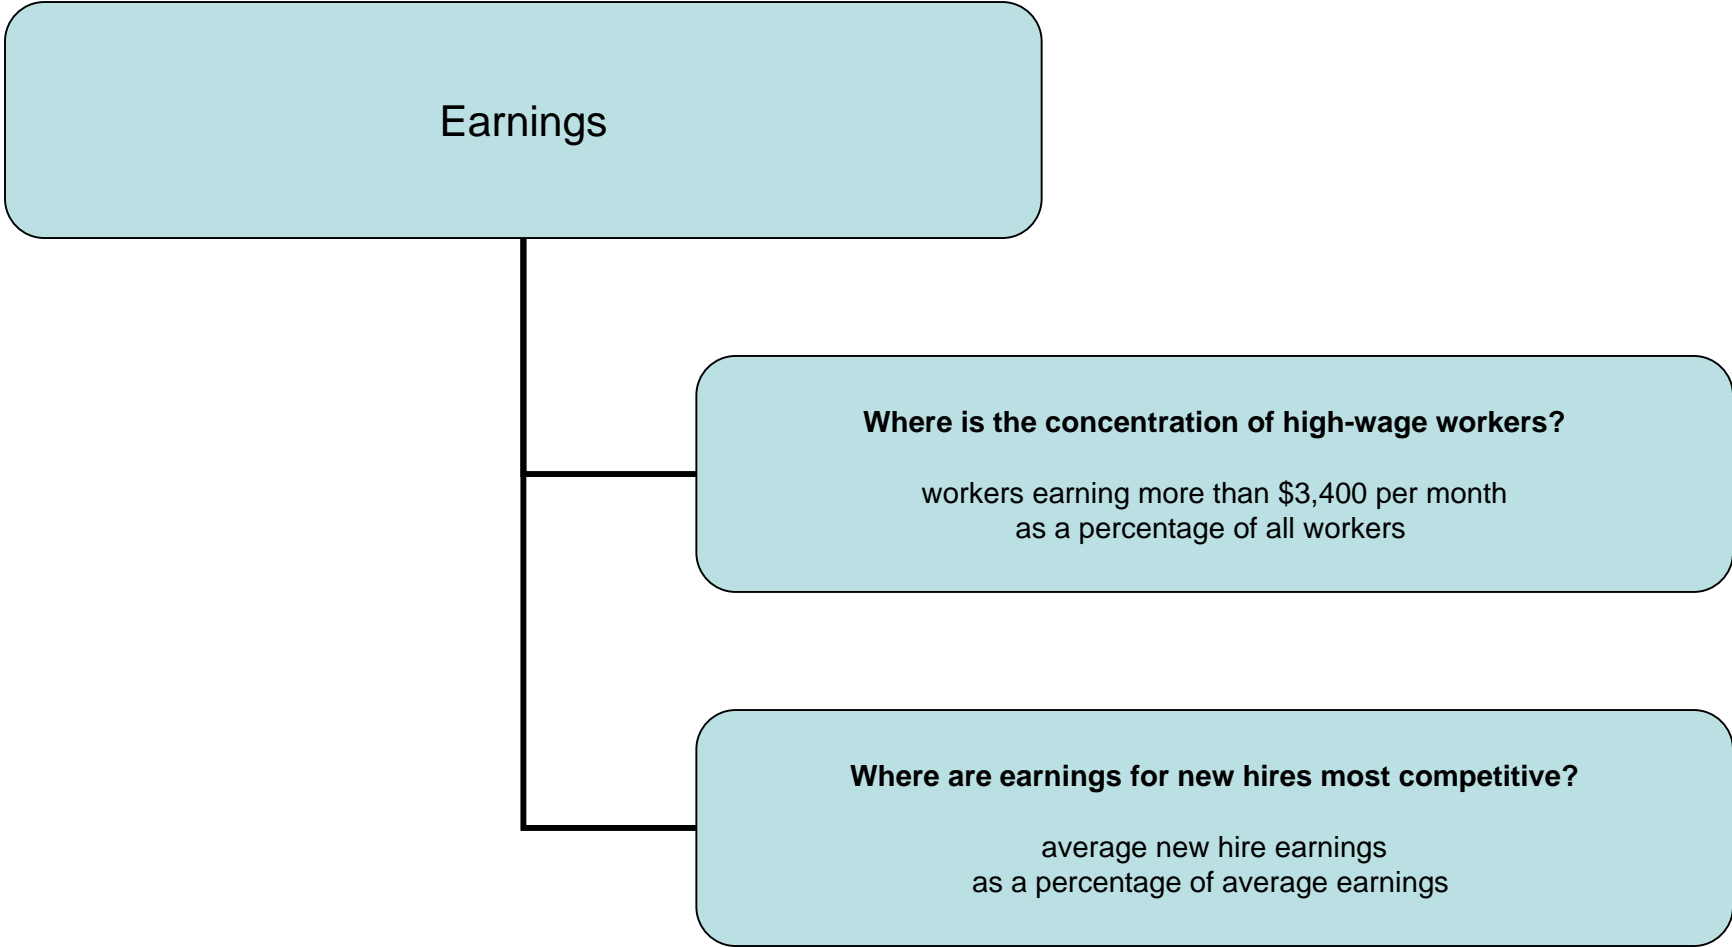 Earnings
Where is the concentration of high-wage workers?
workers earning more than $3,400 per month
as a percentage of all workers
Where are earnings for new hires most competitive?
average new hire earnings
as a percentage of average earnings